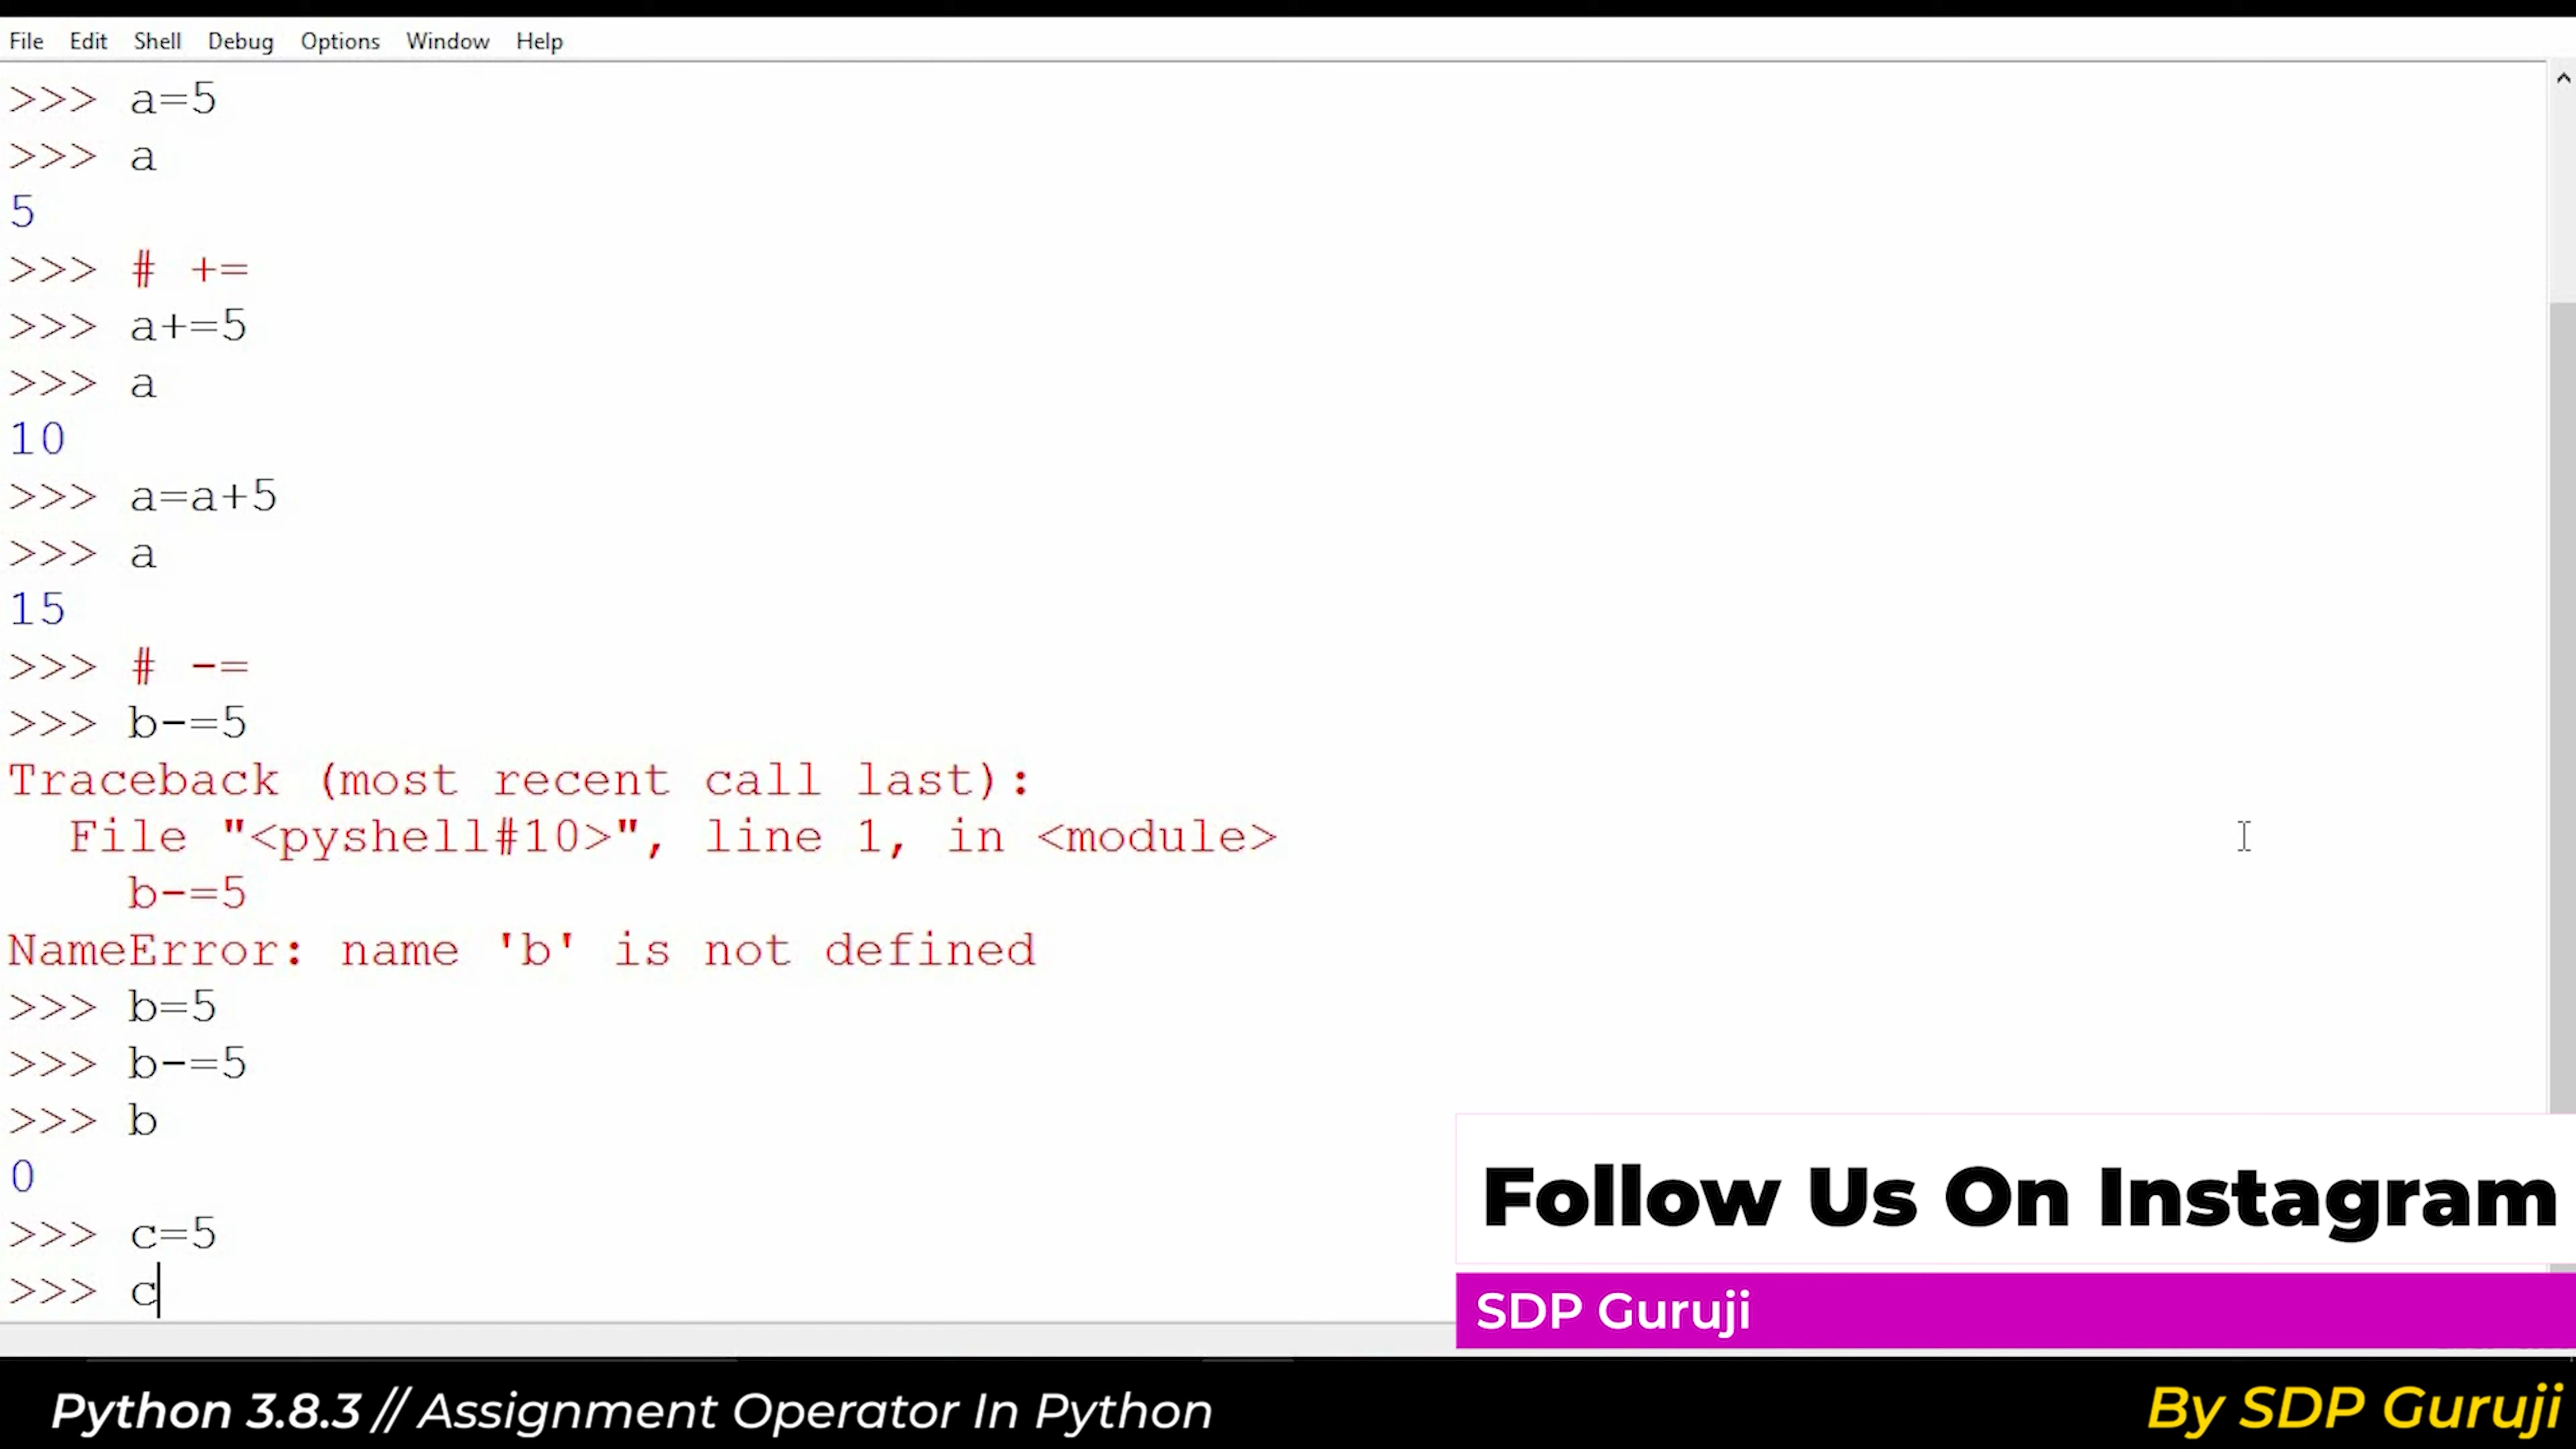 File Edit Shell Debug Options Window Help
>>> a=5
>>> a
5
>>> # +=
>>> a+=5
>>> a
10
>>> a=a+5
>>> a
15
>>> # -=
>>> b-=5
Traceback (most recent call last):
  File "<pyshell#10>", line 1, in <module>
    b-=5
NameError: name 'b' is not defined
>>> b=5
>>> b-=5
>>> b
0
>>> c=5
>>> c
Follow Us On Instagram
SDP Guruji
Python 3.8.3 // Assignment Operator In Python
By SDP Guruji